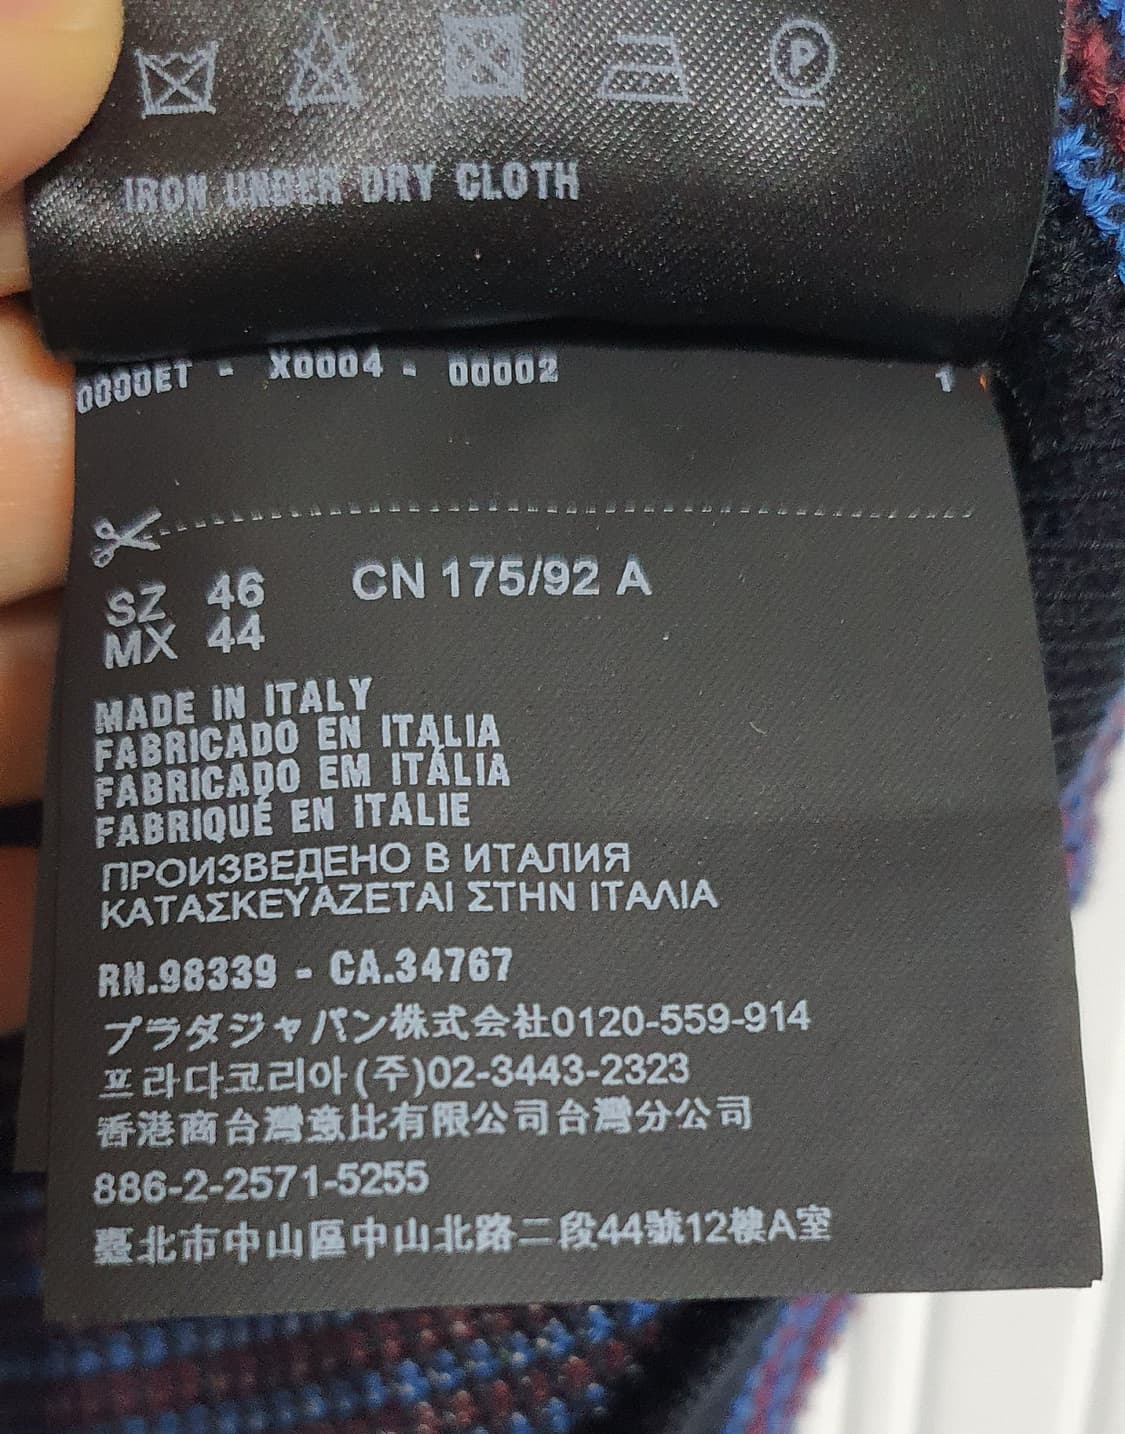 P
IRON UNDER DRY CLOTH
0000ET - X0004 - 00002 1
SZ 46 CN 175/92 A
MX 44
MADE IN ITALY
FABRICADO EN ITALIA
FABRICADO EM ITÁLIA
FABRIQUÉ EN ITALIE
ПРОИЗВЕДЕНО В ИТАЛИЯ
ΚΑΤΑΣΚΕΥΑΖΕΤΑΙ ΣΤΗΝ ΙΤΑΛΙΑ
RN.98339 - CA.34767
プラダジャパン株式会社0120-559-914
프라다코리아(주)02-3443-2323
香港商台灣意比有限公司台灣分公司
886-2-2571-5255
臺北市中山區中山北路二段44號12樓A室